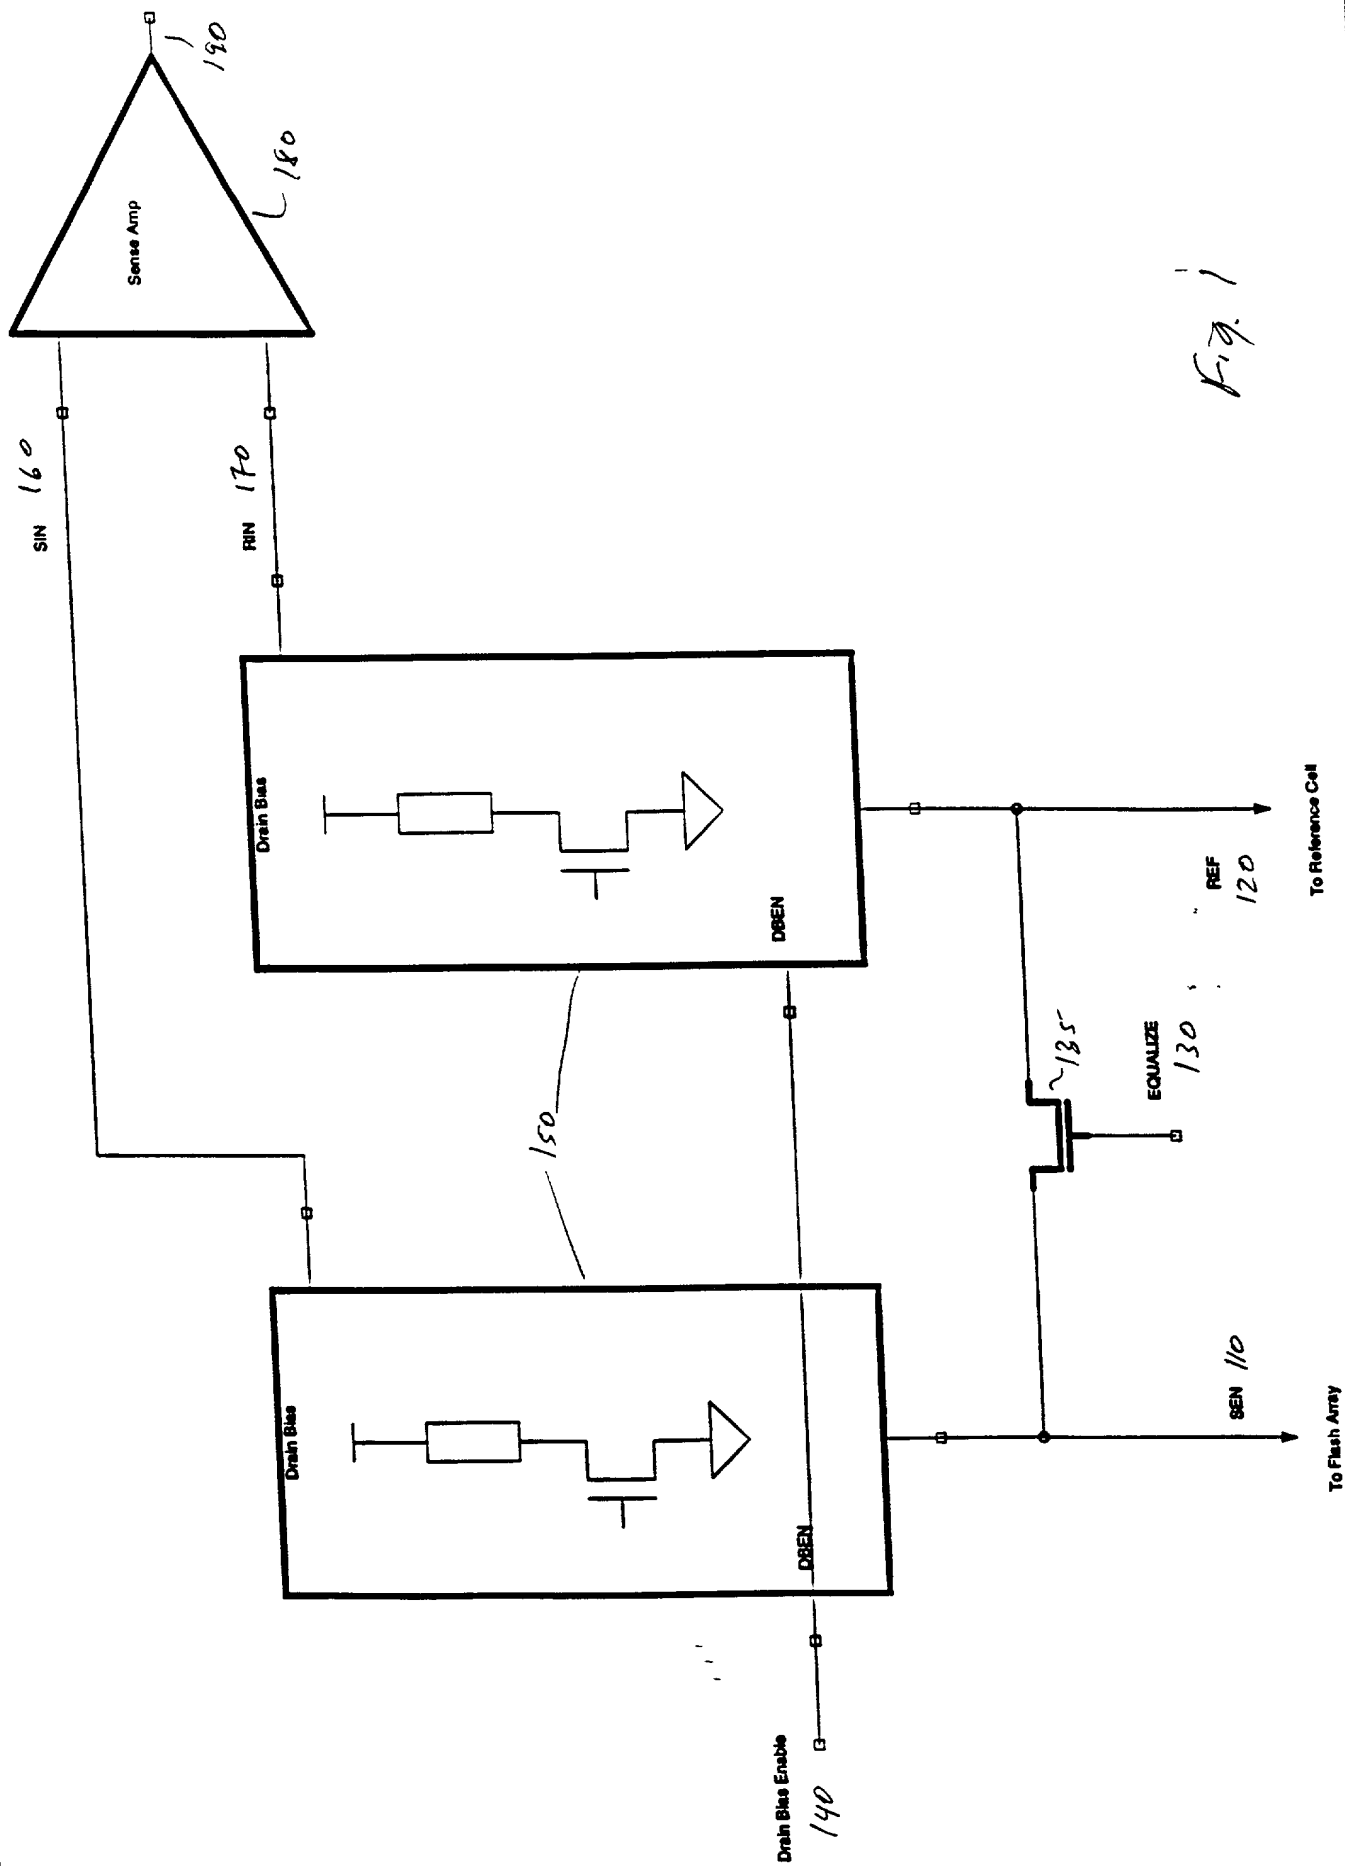 SIN 160
RIN 170
Sense Amp
180
190
Drain Bias
Drain Bias
150
DBEN
DBEN
Drain Bias Enable
140
135
EQUALIZE
130
SEN 110
REF
120
To Flash Array
To Reference Cell
Fig. 1